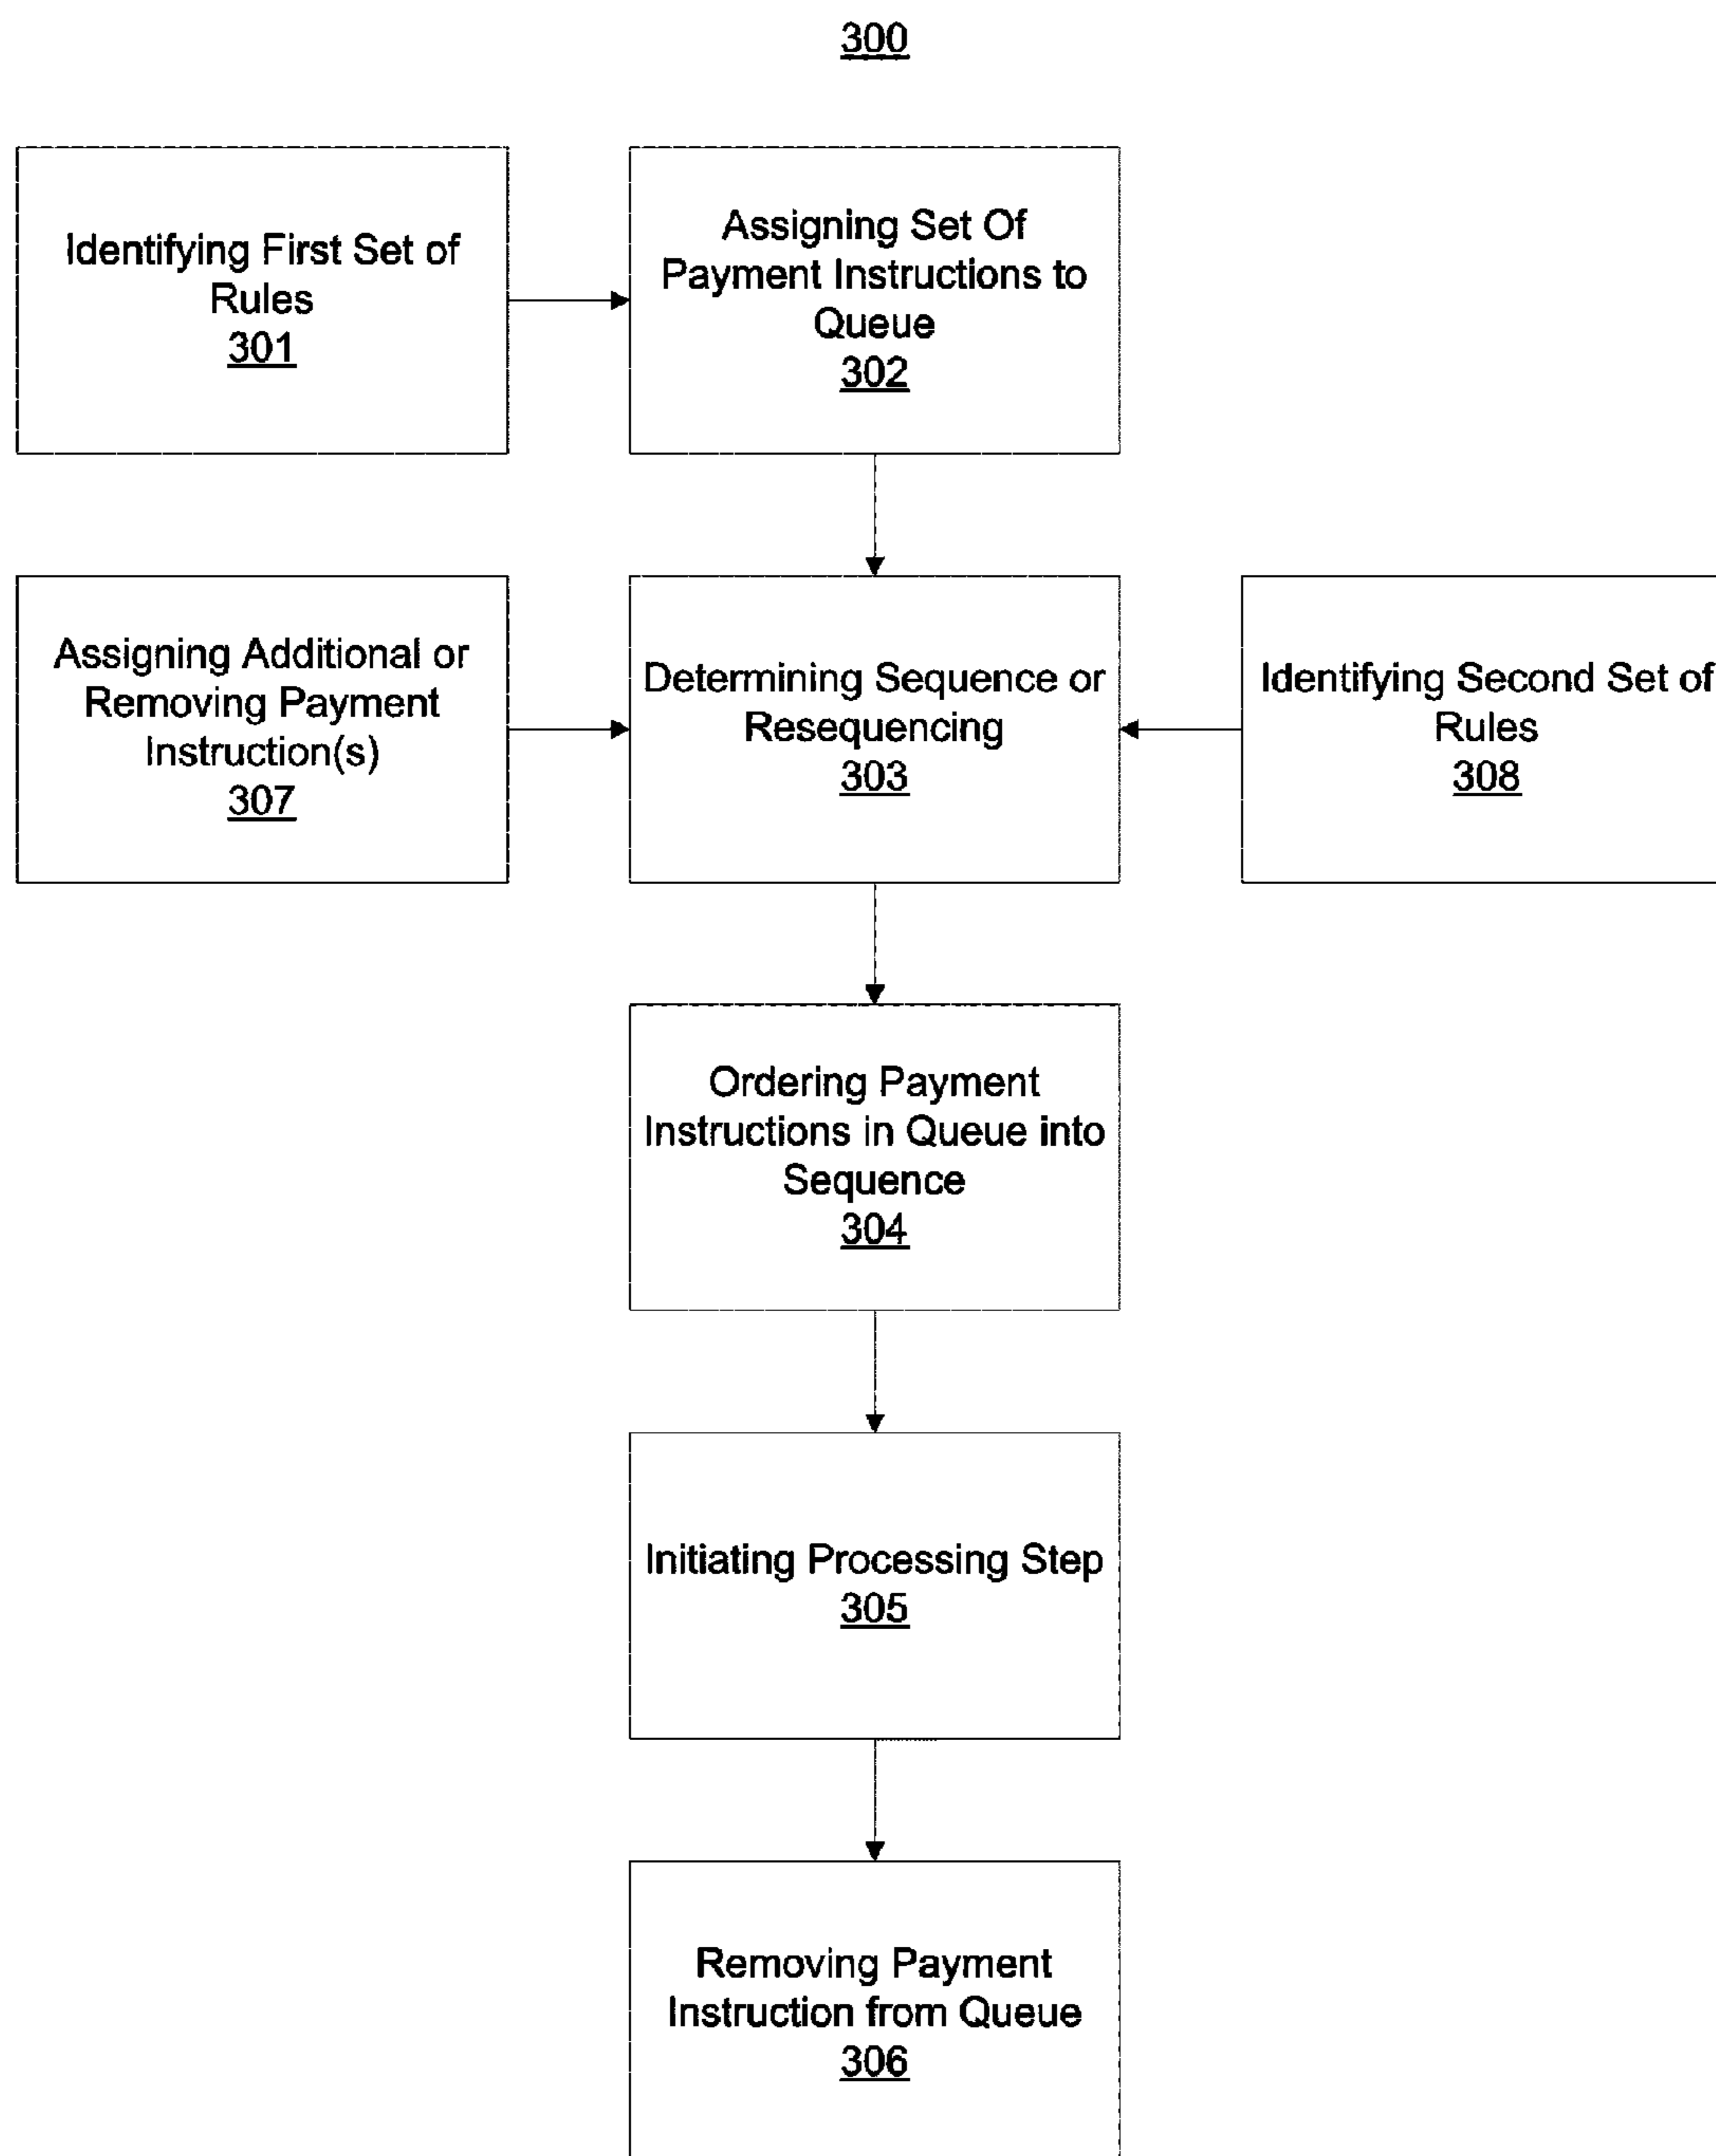 300
Identifying First Set of
Rules
301
Assigning Set Of
Payment Instructions to
Queue
302
Assigning Additional or
Removing Payment
Instruction(s)
307
Determining Sequence or
Resequencing
303
Identifying Second Set of
Rules
308
Ordering Payment
Instructions in Queue into
Sequence
304
Initiating Processing Step
305
Removing Payment
Instruction from Queue
306